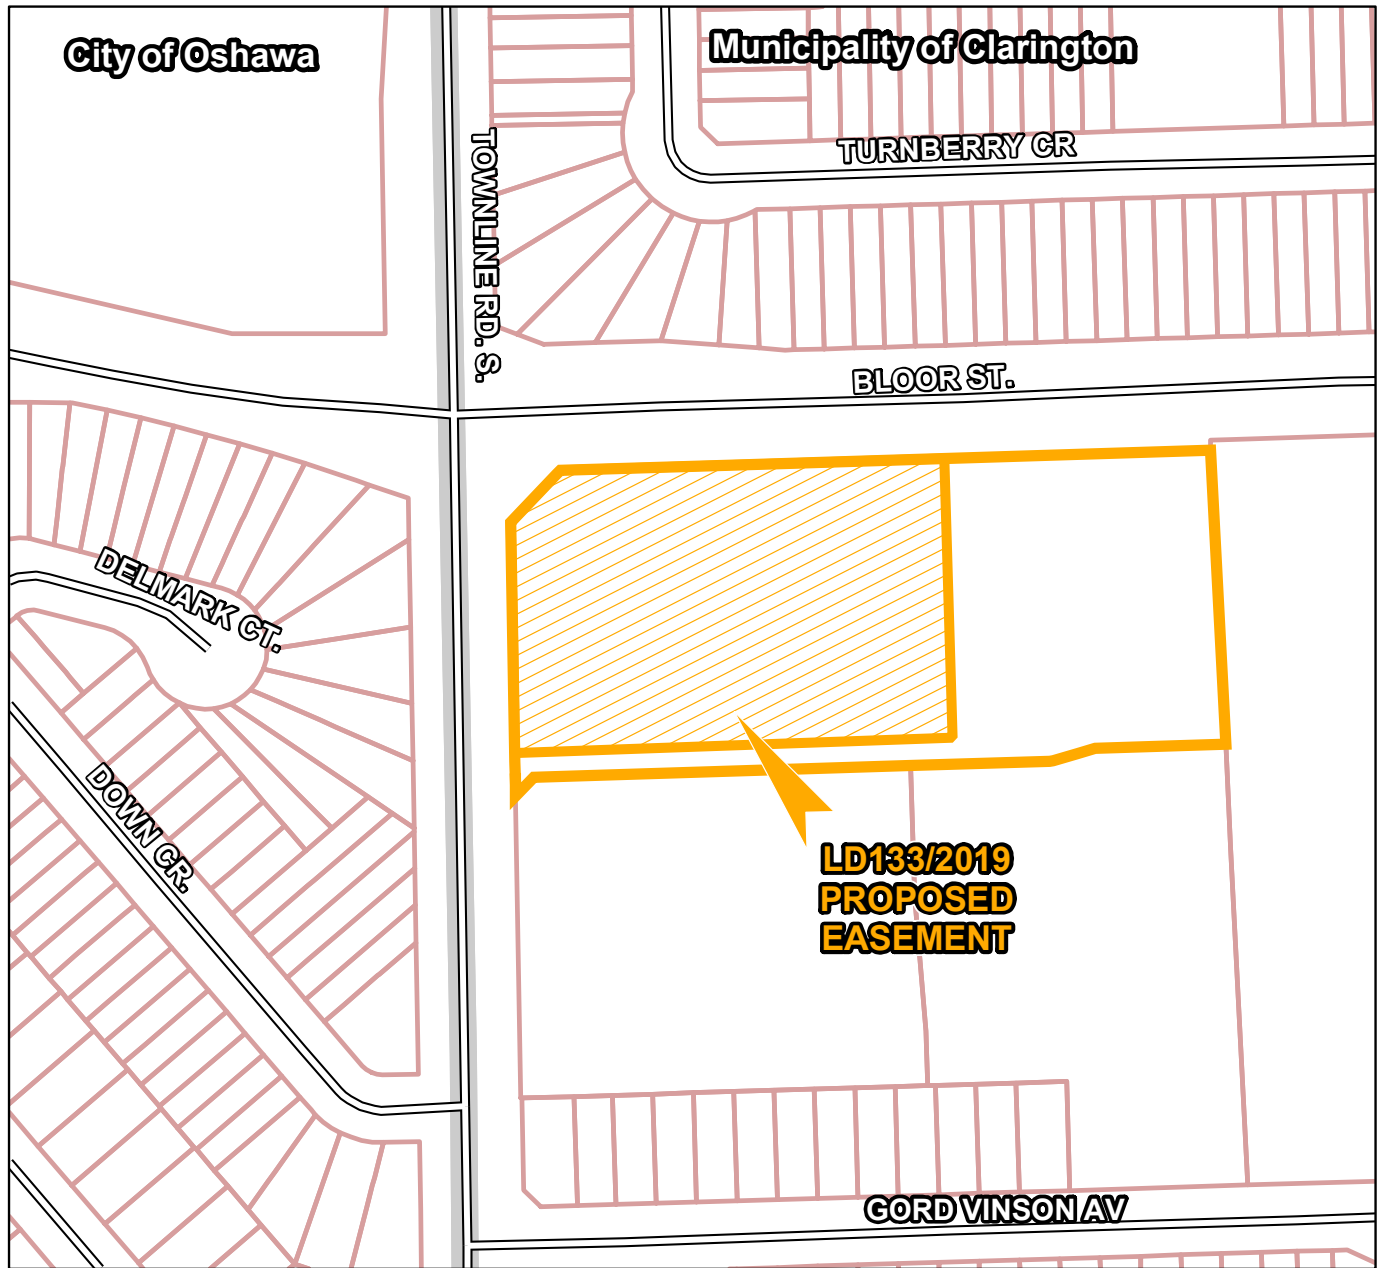 City of Oshawa
Municipality of Clarington
TURNBERRY CR
TOWNLINE RD. S.
BLOOR ST.
DELMARK CT.
DOWN CR.
LD133/2019
PROPOSED
EASEMENT
GORD VINSON AV